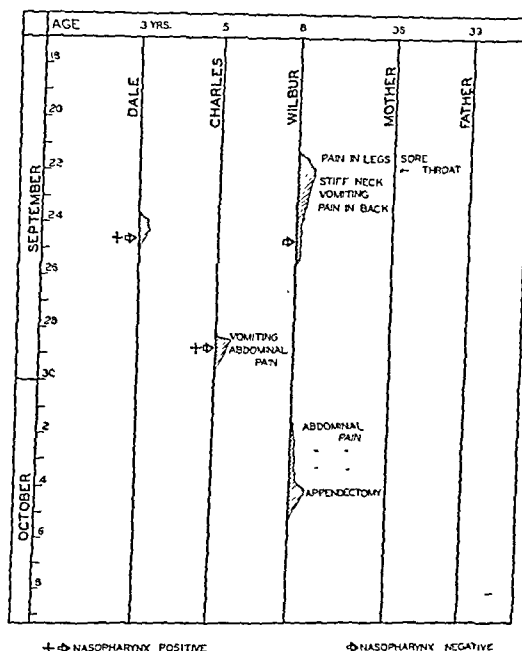 AGE 3 YRS. 5 8 38 39
DALE
CHARLES
WILBUR
MOTHER
FATHER
SEPTEMBER
OCTOBER
18
20
22
24
26
28
30
2
4
6
8
PAIN IN LEGS
STIFF NECK
VOMITING
PAIN IN BACK
SORE
← THROAT
VOMITING
ABDOMINAL
PAIN
ABDOMINAL
PAIN
" "
" "
APPENDECTOMY
NASOPHARYNX POSITIVE
NASOPHARYNX NEGATIVE